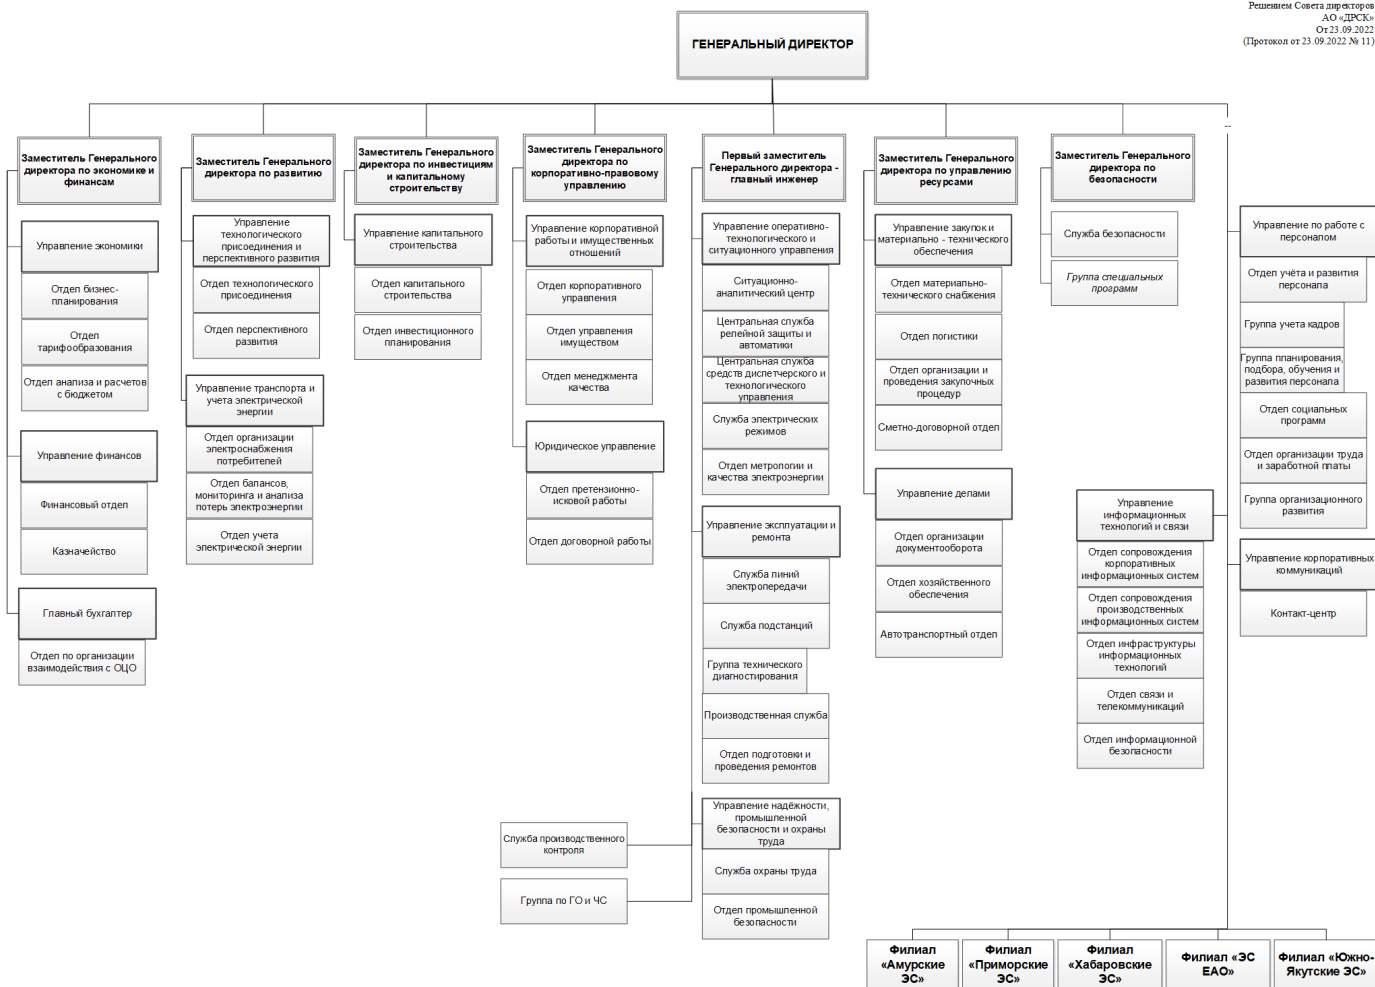 Решением Совета директоров
АО «ДРСК»
От 23.09.2022
(Протокол от 23.09.2022 № 11)
ГЕНЕРАЛЬНЫЙ ДИРЕКТОР
Заместитель Генерального
директора по экономике и
финансам
Управление экономики
Отдел бизнес-
планирования
Отдел
тарифообразования
Отдел анализа и расчетов
с бюджетом
Управление финансов
Финансовый отдел
Казначейство
Главный бухгалтер
Отдел по организации
взаимодействия с ОЦО
Заместитель Генерального
директора по развитию
Управление
технологического
присоединения и
перспективного развития
Отдел технологического
присоединения
Отдел перспективного
развития
Управление транспорта и
учета электрической
энергии
Отдел организации
электроснабжения
потребителей
Отдел балансов,
мониторинга и анализа
потерь электроэнергии
Отдел учета
электрической энергии
Заместитель Генерального
директора по инвестициям
и капитальному
строительству
Управление капитального
строительства
Отдел капитального
строительства
Отдел инвестиционного
планирования
Заместитель Генерального
директора по
корпоративно-правовому
управлению
Управление корпоративной
работы и имущественных
отношений
Отдел корпоративного
управления
Отдел управления
имуществом
Отдел менеджмента
качества
Юридическое управление
Отдел претензионно-
исковой работы
Отдел договорной работы
Первый заместитель
Генерального директора -
главный инженер
Управление оперативно-
технологического и
ситуационного управления
Ситуационно-
аналитический центр
Центральная служба
релейной защиты и
автоматики
Центральная служба
средств диспетчерского и
технологического
управления
Служба электрических
режимов
Отдел метрологии и
качества электроэнергии
Управление эксплуатации и
ремонта
Служба линий
электропередачи
Служба подстанций
Группа технического
диагностирования
Производственная служба
Отдел подготовки и
проведения ремонтов
Управление надёжности,
промышленной
безопасности и охраны
труда
Служба охраны труда
Отдел промышленной
безопасности
Служба производственного
контроля
Группа по ГО и ЧС
Заместитель Генерального
директора по управлению
ресурсами
Управление закупок и
материально - технического
обеспечения
Отдел материально-
технического снабжения
Отдел логистики
Отдел организации и
проведения закупочных
процедур
Сметно-договорной отдел
Управление делами
Отдел организации
документооборота
Отдел хозяйственного
обеспечения
Автотранспортный отдел
Заместитель Генерального
директора по
безопасности
Служба безопасности
Группа специальных
программ
Управление
информационных
технологий и связи
Отдел сопровождения
корпоративных
информационных систем
Отдел сопровождения
производственных
информационных систем
Отдел инфраструктуры
информационных
технологий
Отдел связи и
телекоммуникаций
Отдел информационной
безопасности
Управление по работе с
персоналом
Отдел учёта и развития
персонала
Группа учета кадров
Группа планирования,
подбора, обучения и
развития персонала
Отдел социальных
программ
Отдел организации труда
и заработной платы
Группа организационного
развития
Управление корпоративных
коммуникаций
Контакт-центр
Филиал
«Амурские
ЭС»
Филиал
«Приморские
ЭС»
Филиал
«Хабаровские
ЭС»
Филиал «ЭС
ЕАО»
Филиал «Южно-
Якутские ЭС»